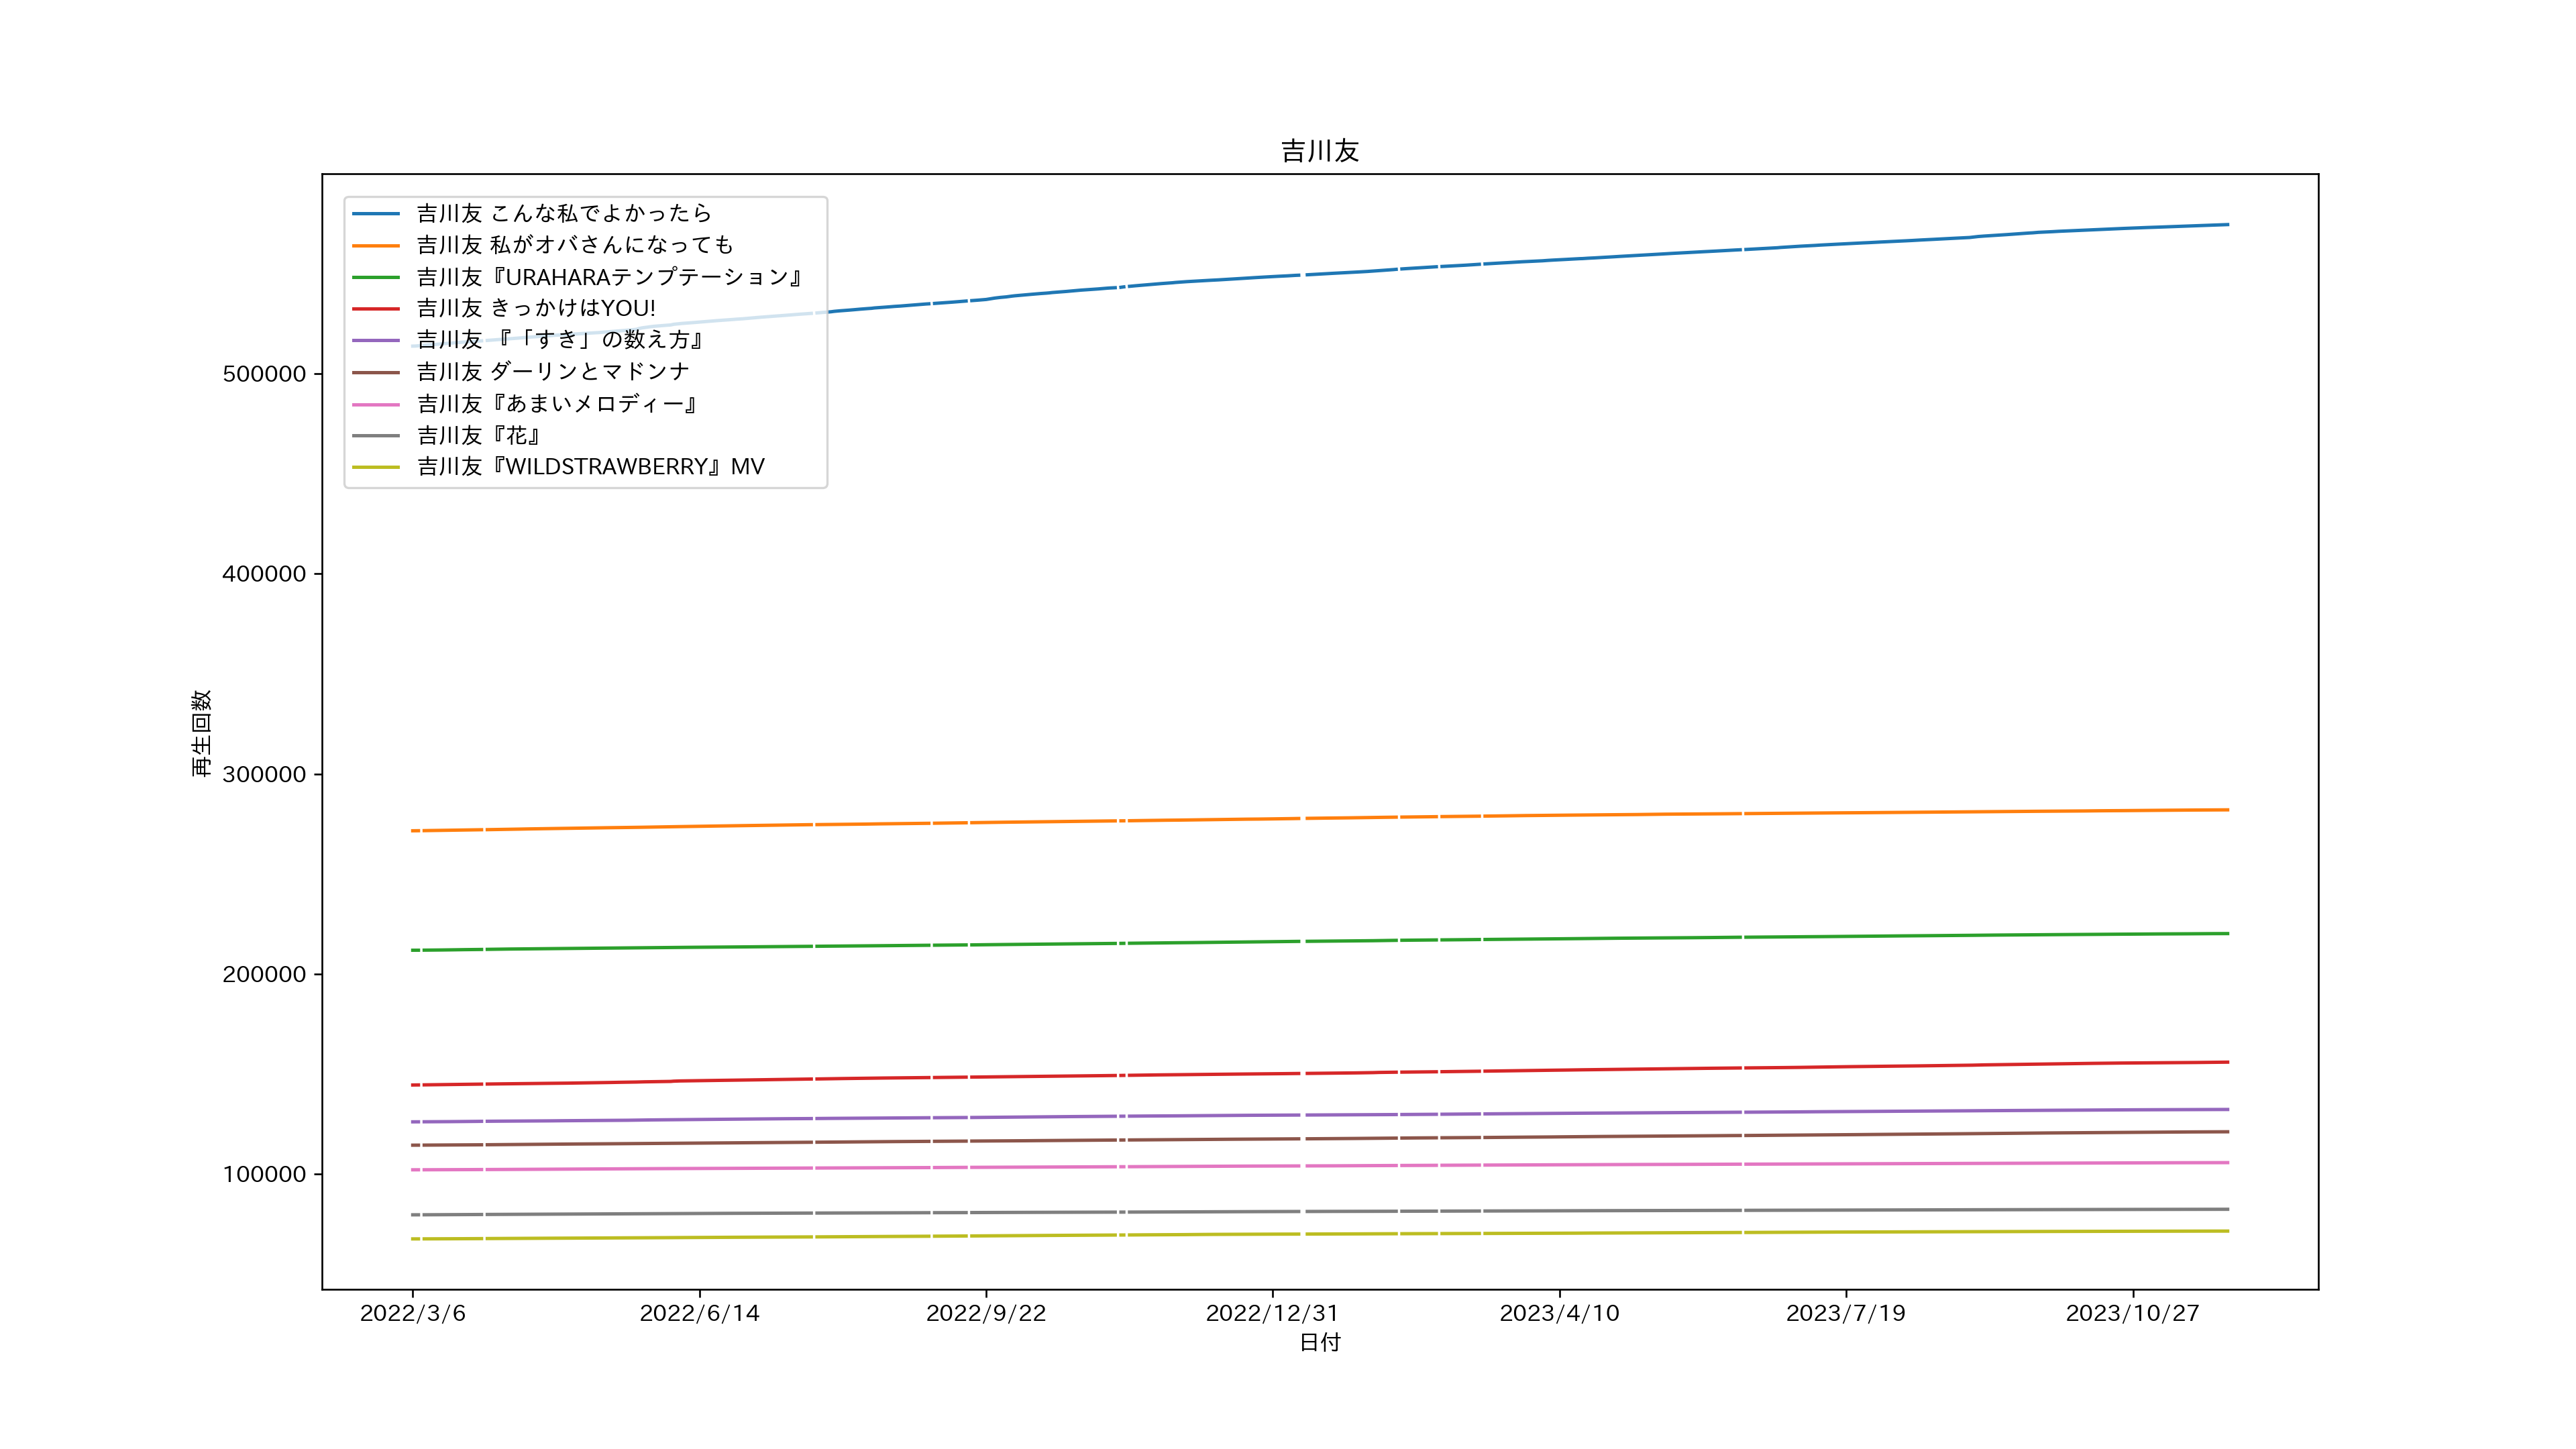 吉川友
吉川友 こんな私でよかったら
吉川友 私がオバさんになっても
吉川友『URAHARAテンプテーション』
吉川友 きっかけはYOU!
吉川友 『「すき」の数え方』
吉川友 ダーリンとマドンナ
吉川友『あまいメロディー』
吉川友『花』
吉川友『WILDSTRAWBERRY』MV
再生回数
500000
400000
300000
200000
100000
2022/3/6 2022/6/14 2022/9/22 2022/12/31 2023/4/10 2023/7/19 2023/10/27
日付